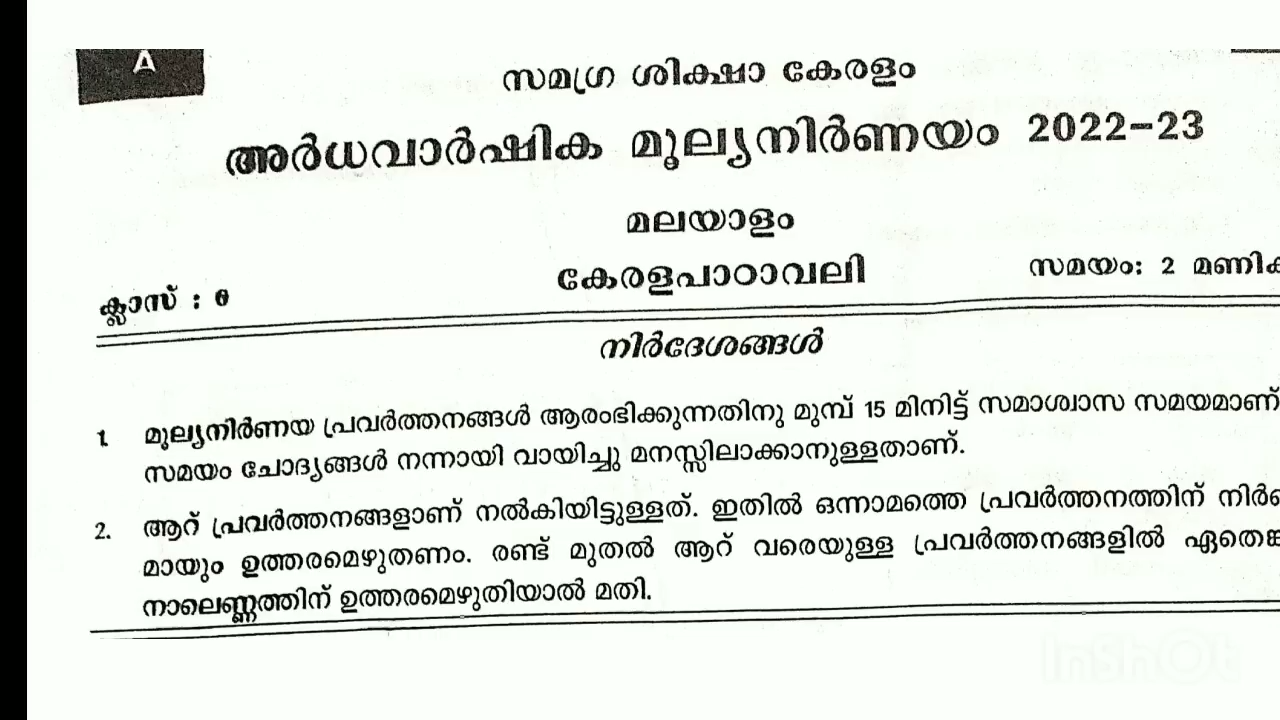 A
സമഗ്ര ശിക്ഷാ കേരളം
അർധവാർഷിക മൂല്യനിർണയം 2022-23
മലയാളം
കേരളപാഠാവലി
ക്ലാസ് : 6
സമയം: 2
നിർദേശങ്ങൾ
1. മൂല്യനിർണയ പ്രവർത്തനങ്ങൾ ആരംഭിക്കുന്നതിനു മുമ്പ് 15 മിനിട്ട് സമാശ്വാസ സമയമാണ്
സമയം ചോദ്യങ്ങൾ നന്നായി വായിച്ചു മനസ്സിലാക്കാനുള്ളതാണ്.
2. ആറ് പ്രവർത്തനങ്ങളാണ് നൽകിയിട്ടുള്ളത്. ഇതിൽ ഒന്നാമത്തെ പ്രവർത്തനത്തിന്
മായും ഉത്തരമെഴുതണം. രണ്ട് മുതൽ ആറ് വരെയുള്ള പ്രവർത്തനങ്ങളിൽ
നാലെണ്ണത്തിന് ഉത്തരമെഴുതിയാൽ മതി.
InShOt